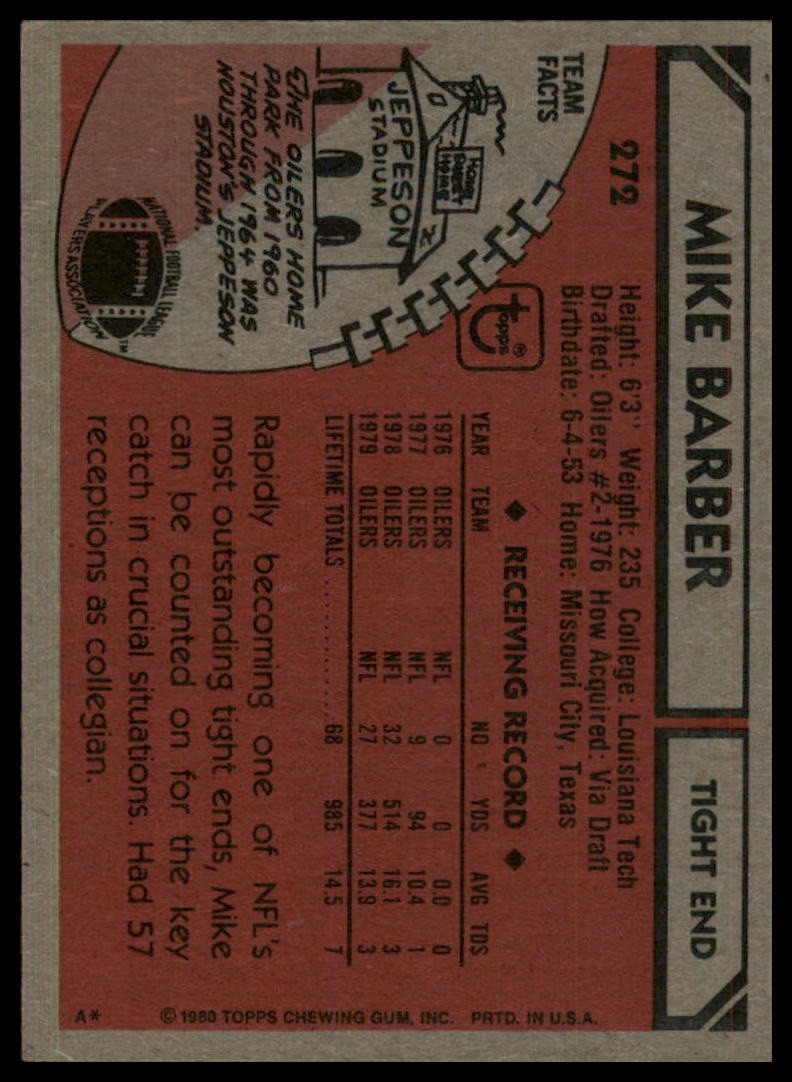 MIKE BARBER
TIGHT END
272
Height: 6'3" Weight: 235 College: Louisiana Tech
Drafted: Oilers #2-1976 How Acquired: Via Draft
Birthdate: 6-4-53 Home: Missouri City, Texas
TEAM
FACTS
HOME
SWEET
HOME
JEPPESON
STADIUM
THE OILERS HOME
PARK FROM 1960
THROUGH 1964 WAS
HOUSTON'S JEPPESON
STADIUM.
NATIONAL FOOTBALL LEAGUE
PLAYERS ASSOCIATION™
topps®
◆ RECEIVING RECORD ◆
YEAR TEAM NO. YDS AVG TDS
1976 OILERS NFL 0 0 0.0 0
1977 OILERS NFL 9 94 10.4 1
1978 OILERS NFL 32 514 16.1 3
1979 OILERS NFL 27 377 13.9 3
LIFETIME TOTALS .......... 68 985 14.5 7
Rapidly becoming one of NFL's
most outstanding tight ends, Mike
can be counted on for the key
catch in crucial situations. Had 57
receptions as collegian.
A* © 1980 TOPPS CHEWING GUM, INC. PRTD. IN U.S.A.